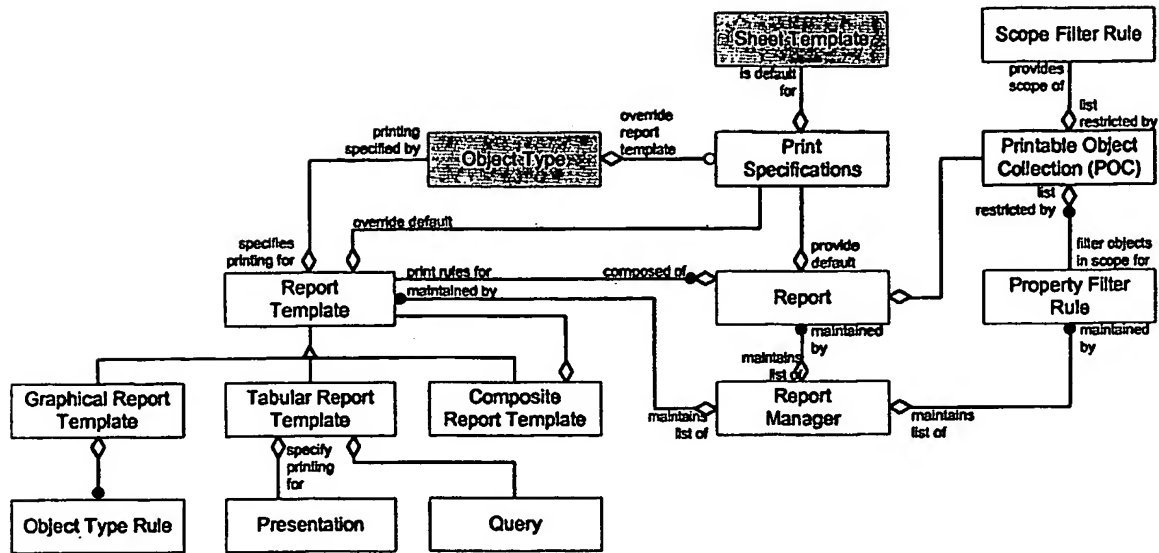 Sheet Template
Scope Filter Rule
is default
for
provides
scope of
list
restricted by
printing
specified by
override
report
template
Object Type
Print
Specifications
Printable Object
Collection (POC)
list
restricted by
override default
specifies
printing for
provide
default
filter objects
in scope for
print rules for
composed of
maintained by
Report
Template
Report
Property Filter
Rule
maintained
by
maintained
by
maintains
list of
Graphical Report
Template
Tabular Report
Template
Composite
Report Template
Report
Manager
maintains
list of
maintains
list of
specify
printing
for
Object Type Rule
Presentation
Query